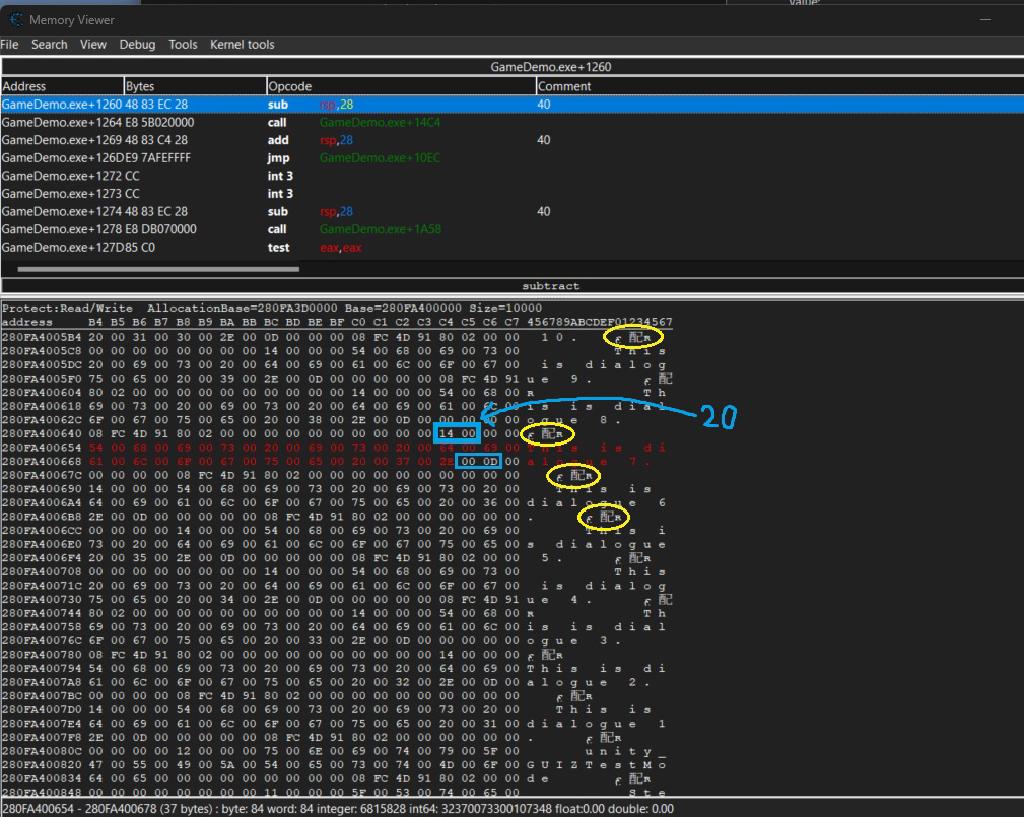 value:
Memory Viewer
File Search View Debug Tools Kernel tools
GameDemo.exe+1260
Address Bytes Opcode Comment
GameDemo.exe+1260 48 83 EC 28 sub rsp,28 40
GameDemo.exe+1264 E8 5B020000 call GameDemo.exe+14C4
GameDemo.exe+1269 48 83 C4 28 add rsp,28 40
GameDemo.exe+126D E9 7AFEFFFF jmp GameDemo.exe+10EC
GameDemo.exe+1272 CC int 3
GameDemo.exe+1273 CC int 3
GameDemo.exe+1274 48 83 EC 28 sub rsp,28 40
GameDemo.exe+1278 E8 DB070000 call GameDemo.exe+1A58
GameDemo.exe+127D 85 C0 test eax,eax
subtract
Protect:Read/Write AllocationBase=280FA3D0000 Base=280FA400000 Size=10000
address B4 B5 B6 B7 B8 B9 BA BB BC BD BE BF C0 C1 C2 C3 C4 C5 C6 C7 456789ABCDEF01234567
280FA4005B4 20 00 31 00 30 00 2E 00 0D 00 00 00 08 FC 4D 91 80 02 00 00 1 0 . 配
280FA4005C8 00 00 00 00 00 00 00 00 14 00 00 00 54 00 68 00 69 00 73 00 T h i s
280FA4005DC 20 00 69 00 73 00 20 00 64 00 69 00 61 00 6C 00 6F 00 67 00 i s d i a l o g
280FA4005F0 75 00 65 00 20 00 39 00 2E 00 0D 00 00 00 00 00 08 FC 4D 91 u e 9 . 配
280FA400604 80 02 00 00 00 00 00 00 00 00 00 00 14 00 00 00 54 00 68 00 T h
280FA400618 69 00 73 00 20 00 69 00 73 00 20 00 64 00 69 00 61 00 6C 00 i s i s d i a l
280FA40062C 6F 00 67 00 75 00 65 00 20 00 38 00 2E 00 0D 00 00 00 00 00 o g u e 8 .
20
280FA400640 08 FC 4D 91 80 02 00 00 00 00 00 00 00 00 00 00 14 00 00 00 配
280FA400654 54 00 68 00 69 00 73 00 20 00 69 00 73 00 20 00 64 00 69 00 T h i s i s d i
280FA400668 61 00 6C 00 6F 00 67 00 75 00 65 00 20 00 37 00 2E 00 0D 00 a l o g u e 7 .
280FA40067C 00 00 00 00 08 FC 4D 91 80 02 00 00 00 00 00 00 00 00 00 00 配
280FA400690 14 00 00 00 54 00 68 00 69 00 73 00 20 00 69 00 73 00 20 00 T h i s i s
280FA4006A4 64 00 69 00 61 00 6C 00 6F 00 67 00 75 00 65 00 20 00 36 00 d i a l o g u e 6
280FA4006B8 2E 00 0D 00 00 00 00 00 08 FC 4D 91 80 02 00 00 00 00 00 00 . 配
280FA4006CC 00 00 00 00 14 00 00 00 54 00 68 00 69 00 73 00 20 00 69 00 T h i s i
280FA4006E0 73 00 20 00 64 00 69 00 61 00 6C 00 6F 00 67 00 75 00 65 00 s d i a l o g u e
280FA4006F4 20 00 35 00 2E 00 0D 00 00 00 00 00 08 FC 4D 91 80 02 00 00 5 . 配
280FA400708 00 00 00 00 00 00 00 00 14 00 00 00 54 00 68 00 69 00 73 00 T h i s
280FA40071C 20 00 69 00 73 00 20 00 64 00 69 00 61 00 6C 00 6F 00 67 00 i s d i a l o g
280FA400730 75 00 65 00 20 00 34 00 2E 00 0D 00 00 00 00 00 08 FC 4D 91 u e 4 . 配
280FA400744 80 02 00 00 00 00 00 00 00 00 00 00 14 00 00 00 54 00 68 00 T h
280FA400758 69 00 73 00 20 00 69 00 73 00 20 00 64 00 69 00 61 00 6C 00 i s i s d i a l
280FA40076C 6F 00 67 00 75 00 65 00 20 00 33 00 2E 00 0D 00 00 00 00 00 o g u e 3 .
280FA400780 08 FC 4D 91 80 02 00 00 00 00 00 00 00 00 00 00 14 00 00 00 配
280FA400794 54 00 68 00 69 00 73 00 20 00 69 00 73 00 20 00 64 00 69 00 T h i s i s d i
280FA4007A8 61 00 6C 00 6F 00 67 00 75 00 65 00 20 00 32 00 2E 00 0D 00 a l o g u e 2 .
280FA4007BC 00 00 00 00 08 FC 4D 91 80 02 00 00 00 00 00 00 00 00 00 00 配
280FA4007D0 14 00 00 00 54 00 68 00 69 00 73 00 20 00 69 00 73 00 20 00 T h i s i s
280FA4007E4 64 00 69 00 61 00 6C 00 6F 00 67 00 75 00 65 00 20 00 31 00 d i a l o g u e 1
280FA4007F8 2E 00 0D 00 00 00 00 00 08 FC 4D 91 80 02 00 00 00 00 00 00 . 配
280FA40080C 00 00 00 00 12 00 00 00 75 00 6E 00 69 00 74 00 79 00 5F 00 u n i t y _
280FA400820 47 00 55 00 49 00 5A 00 54 00 65 00 73 00 74 00 4D 00 6F 00 G U I Z T e s t M o
280FA400834 64 00 65 00 00 00 00 00 00 00 00 00 08 FC 4D 91 80 02 00 00 d e 配
280FA400848 00 00 00 00 00 00 00 00 11 00 00 00 5F 00 53 00 74 00 65 00 _ S t e
280FA400654 - 280FA400678 (37 bytes) : byte: 84 word: 84 integer: 6815828 int64: 32370073300107348 float:0.00 double: 0.00